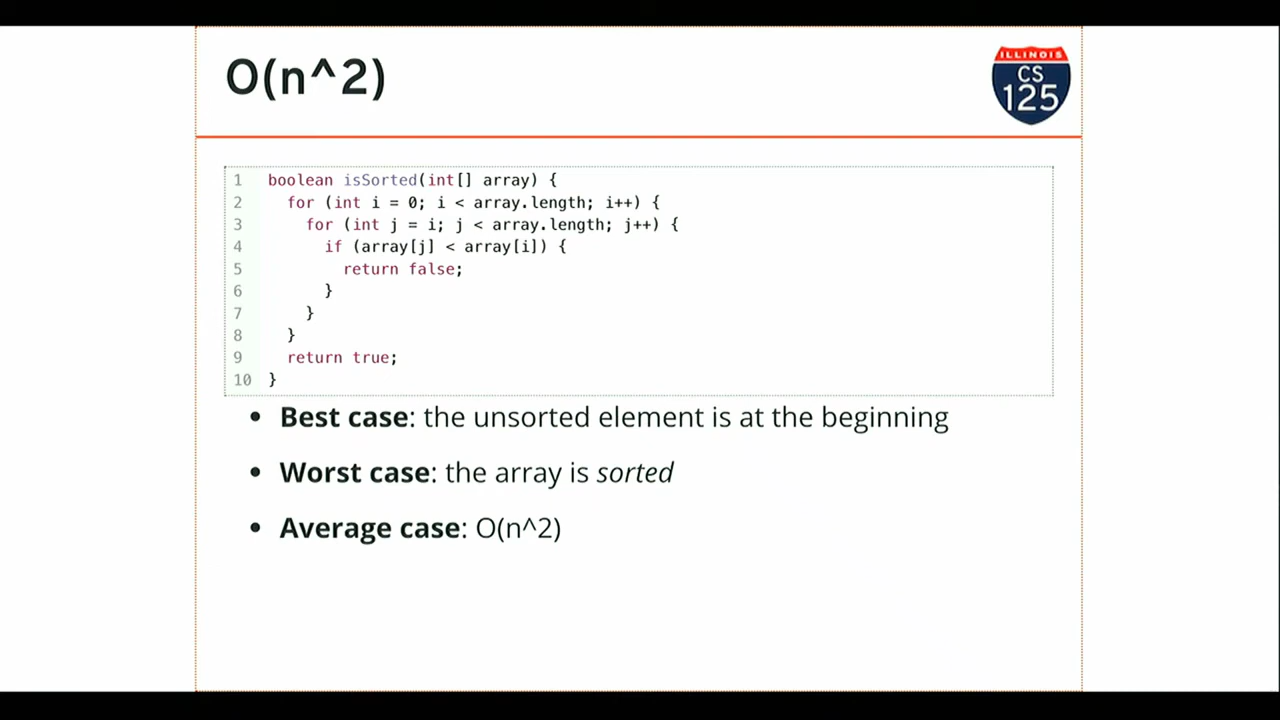 O(n^2)
ILLINOIS
CS
125
1 boolean isSorted(int[] array) {
2 for (int i = 0; i < array.length; i++) {
3 for (int j = i; j < array.length; j++) {
4 if (array[j] < array[i]) {
5 return false;
6 }
7 }
8 }
9 return true;
10 }
• Best case: the unsorted element is at the beginning
• Worst case: the array is sorted
• Average case: O(n^2)